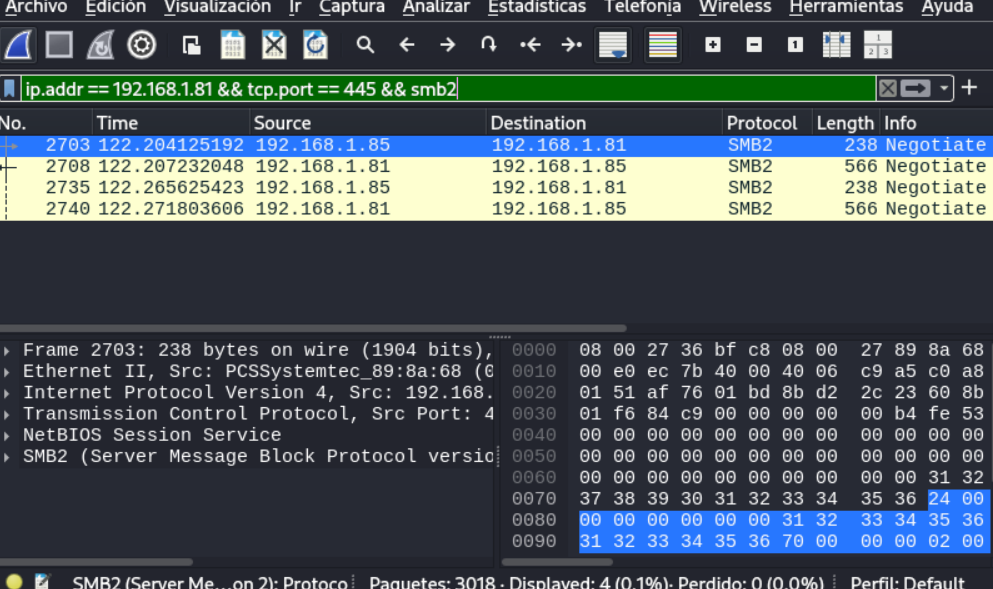 Archivo Edición Visualización Ir Captura Analizar Estadísticas Telefonía Wireless Herramientas Ayuda
ip.addr == 192.168.1.81 && tcp.port == 445 && smb2
No. Time Source Destination Protocol Length Info
2703 122.204125192 192.168.1.85 192.168.1.81 SMB2 238 Negotiate
2708 122.207232048 192.168.1.81 192.168.1.85 SMB2 566 Negotiate
2735 122.265625423 192.168.1.85 192.168.1.81 SMB2 238 Negotiate
2740 122.271803606 192.168.1.81 192.168.1.85 SMB2 566 Negotiate
Frame 2703: 238 bytes on wire (1904 bits),
Ethernet II, Src: PCSSystemtec_89:8a:68 (0
Internet Protocol Version 4, Src: 192.168.
Transmission Control Protocol, Src Port: 4
NetBIOS Session Service
SMB2 (Server Message Block Protocol versio
0000 08 00 27 36 bf c8 08 00 27 89 8a 68
0010 00 e0 ec 7b 40 00 40 06 c9 a5 c0 a8
0020 01 51 af 76 01 bd 8b d2 2c 23 60 8b
0030 01 f6 84 c9 00 00 00 00 00 b4 fe 53
0040 00 00 00 00 00 00 00 00 00 00 00 00
0050 00 00 00 00 00 00 00 00 00 00 00 00
0060 00 00 00 00 00 00 00 00 00 00 31 32
0070 37 38 39 30 31 32 33 34 35 36 24 00
0080 00 00 00 00 00 00 31 32 33 34 35 36
0090 31 32 33 34 35 36 70 00 00 00 02 00
SMB2 (Server Me...on 2): Protoco Paquetes: 3018 · Displayed: 4 (0.1%)· Perdido: 0 (0.0%) Perfil: Default